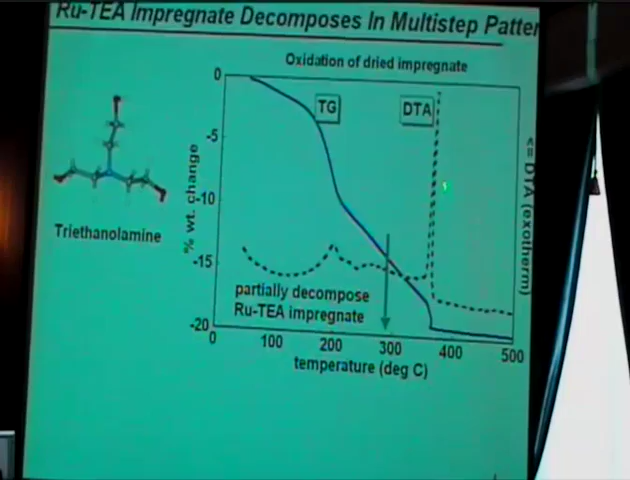 Ru-TEA Impregnate Decomposes In Multistep Patter
Oxidation of dried impregnate
TG
DTA
0
-5
-10
-15
-20
% wt. change
<= DTA (exotherm)
Triethanolamine
partially decompose
Ru-TEA impregnate
0
100
200
300
400
500
temperature (deg C)